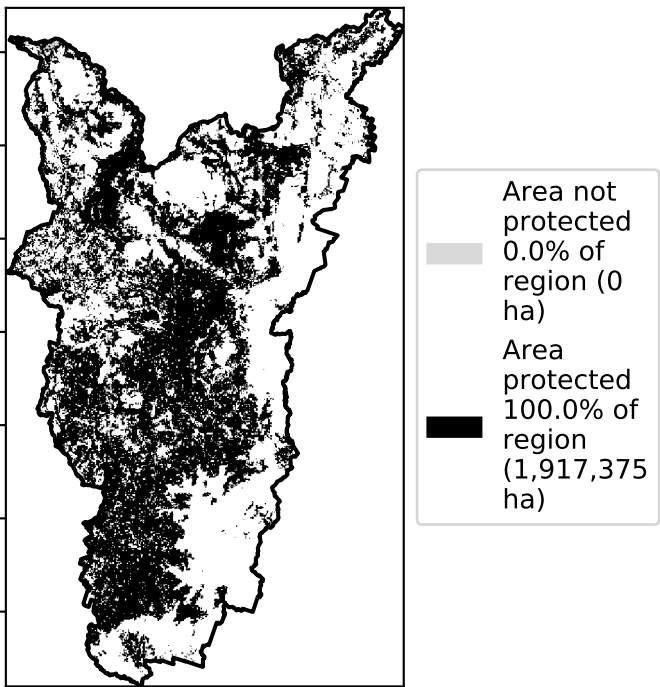 Area not
protected
0.0% of
region (0
ha)
Area
protected
100.0% of
region
(1,917,375
ha)